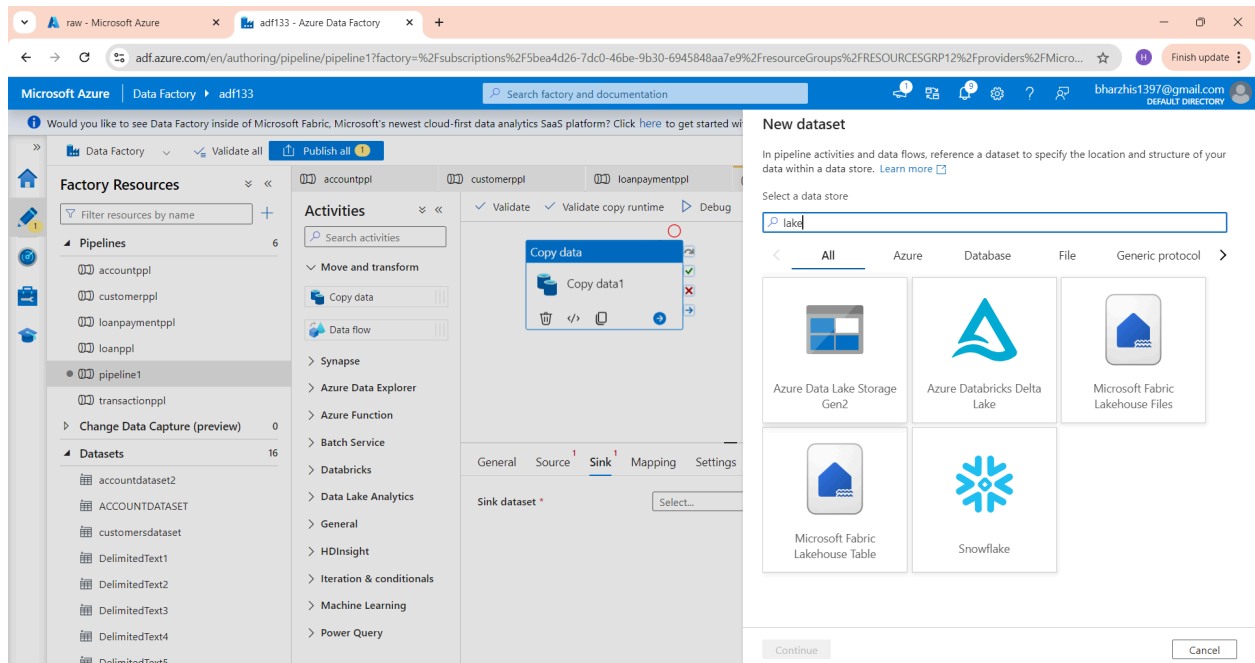 raw - Microsoft Azure
adf133 - Azure Data Factory
adf.azure.com/en/authoring/pipeline/pipeline1?factory=%2Fsubscriptions%2F5bea4d26-7dc0-46be-9b30-6945848aa7e9%2FresourceGroups%2FRESOURCESGRP12%2Fproviders%2FMicro...
H
Finish update
Microsoft Azure
Data Factory
adf133
Search factory and documentation
1
9
bharzhis1397@gmail.com
DEFAULT DIRECTORY
Would you like to see Data Factory inside of Microsoft Fabric, Microsoft's newest cloud-first data analytics SaaS platform? Click here to get started wi
Data Factory
Validate all
Publish all 1
1
Factory Resources
Filter resources by name
Pipelines 6
accountppl
customerppl
loanpaymentppl
loanppl
pipeline1
transactionppl
Change Data Capture (preview) 0
Datasets 16
accountdataset2
ACCOUNTDATASET
customersdataset
DelimitedText1
DelimitedText2
DelimitedText3
DelimitedText4
DelimitedText5
accountppl
customerppl
loanpaymentppl
Activities
Search activities
Move and transform
Copy data
Data flow
Synapse
Azure Data Explorer
Azure Function
Batch Service
Databricks
Data Lake Analytics
General
HDInsight
Iteration & conditionals
Machine Learning
Power Query
Validate
Validate copy runtime
Debug
Copy data
Copy data1
General
Source 1
Sink 1
Mapping
Settings
Sink dataset *
Select...
New dataset
In pipeline activities and data flows, reference a dataset to specify the location and structure of your
data within a data store. Learn more
Select a data store
lake
All
Azure
Database
File
Generic protocol
Azure Data Lake Storage
Gen2
Azure Databricks Delta
Lake
Microsoft Fabric
Lakehouse Files
Microsoft Fabric
Lakehouse Table
Snowflake
Continue
Cancel